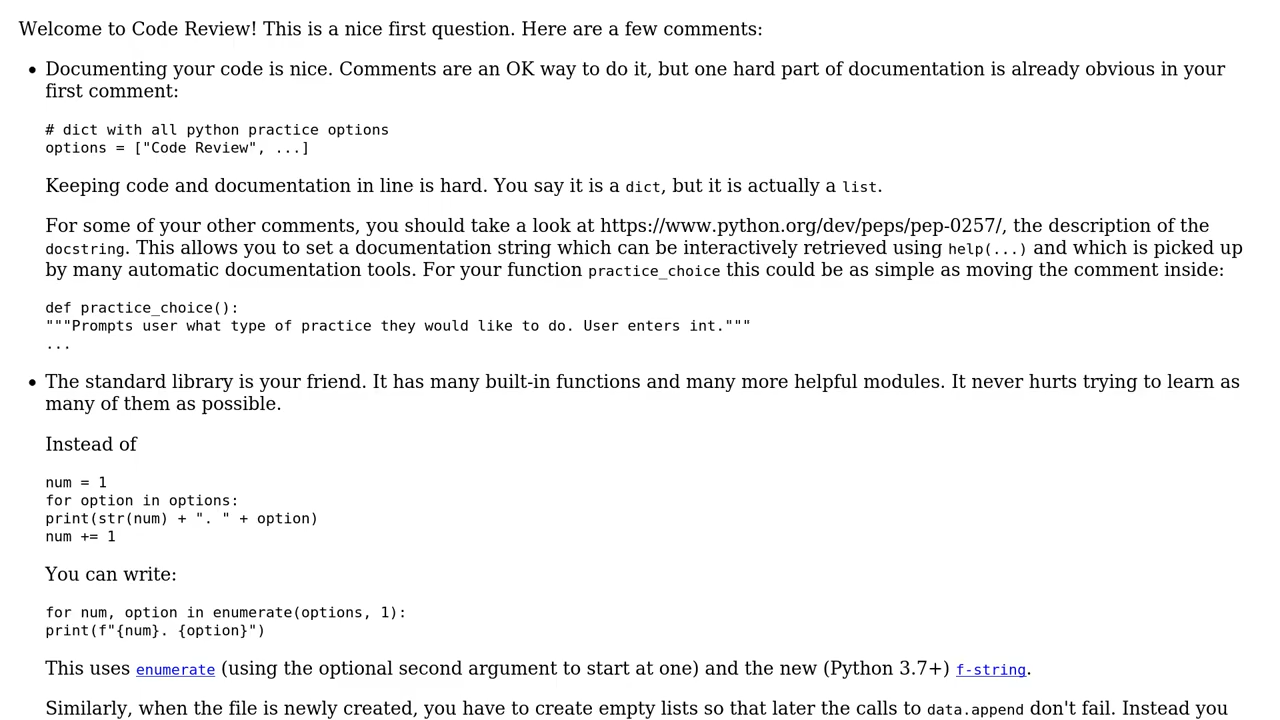 Welcome to Code Review! This is a nice first question. Here are a few comments:
• Documenting your code is nice. Comments are an OK way to do it, but one hard part of documentation is already obvious in your
first comment:
# dict with all python practice options
options = ["Code Review", ...]
Keeping code and documentation in line is hard. You say it is a dict, but it is actually a list.
For some of your other comments, you should take a look at https://www.python.org/dev/peps/pep-0257/, the description of the
docstring. This allows you to set a documentation string which can be interactively retrieved using help(...) and which is picked up
by many automatic documentation tools. For your function practice_choice this could be as simple as moving the comment inside:
def practice_choice():
"""Prompts user what type of practice they would like to do. User enters int."""
...
• The standard library is your friend. It has many built-in functions and many more helpful modules. It never hurts trying to learn as
many of them as possible.
Instead of
num = 1
for option in options:
print(str(num) + ". " + option)
num += 1
You can write:
for num, option in enumerate(options, 1):
print(f"{num}. {option}")
This uses enumerate (using the optional second argument to start at one) and the new (Python 3.7+) f-string.
Similarly, when the file is newly created, you have to create empty lists so that later the calls to data.append don't fail. Instead you